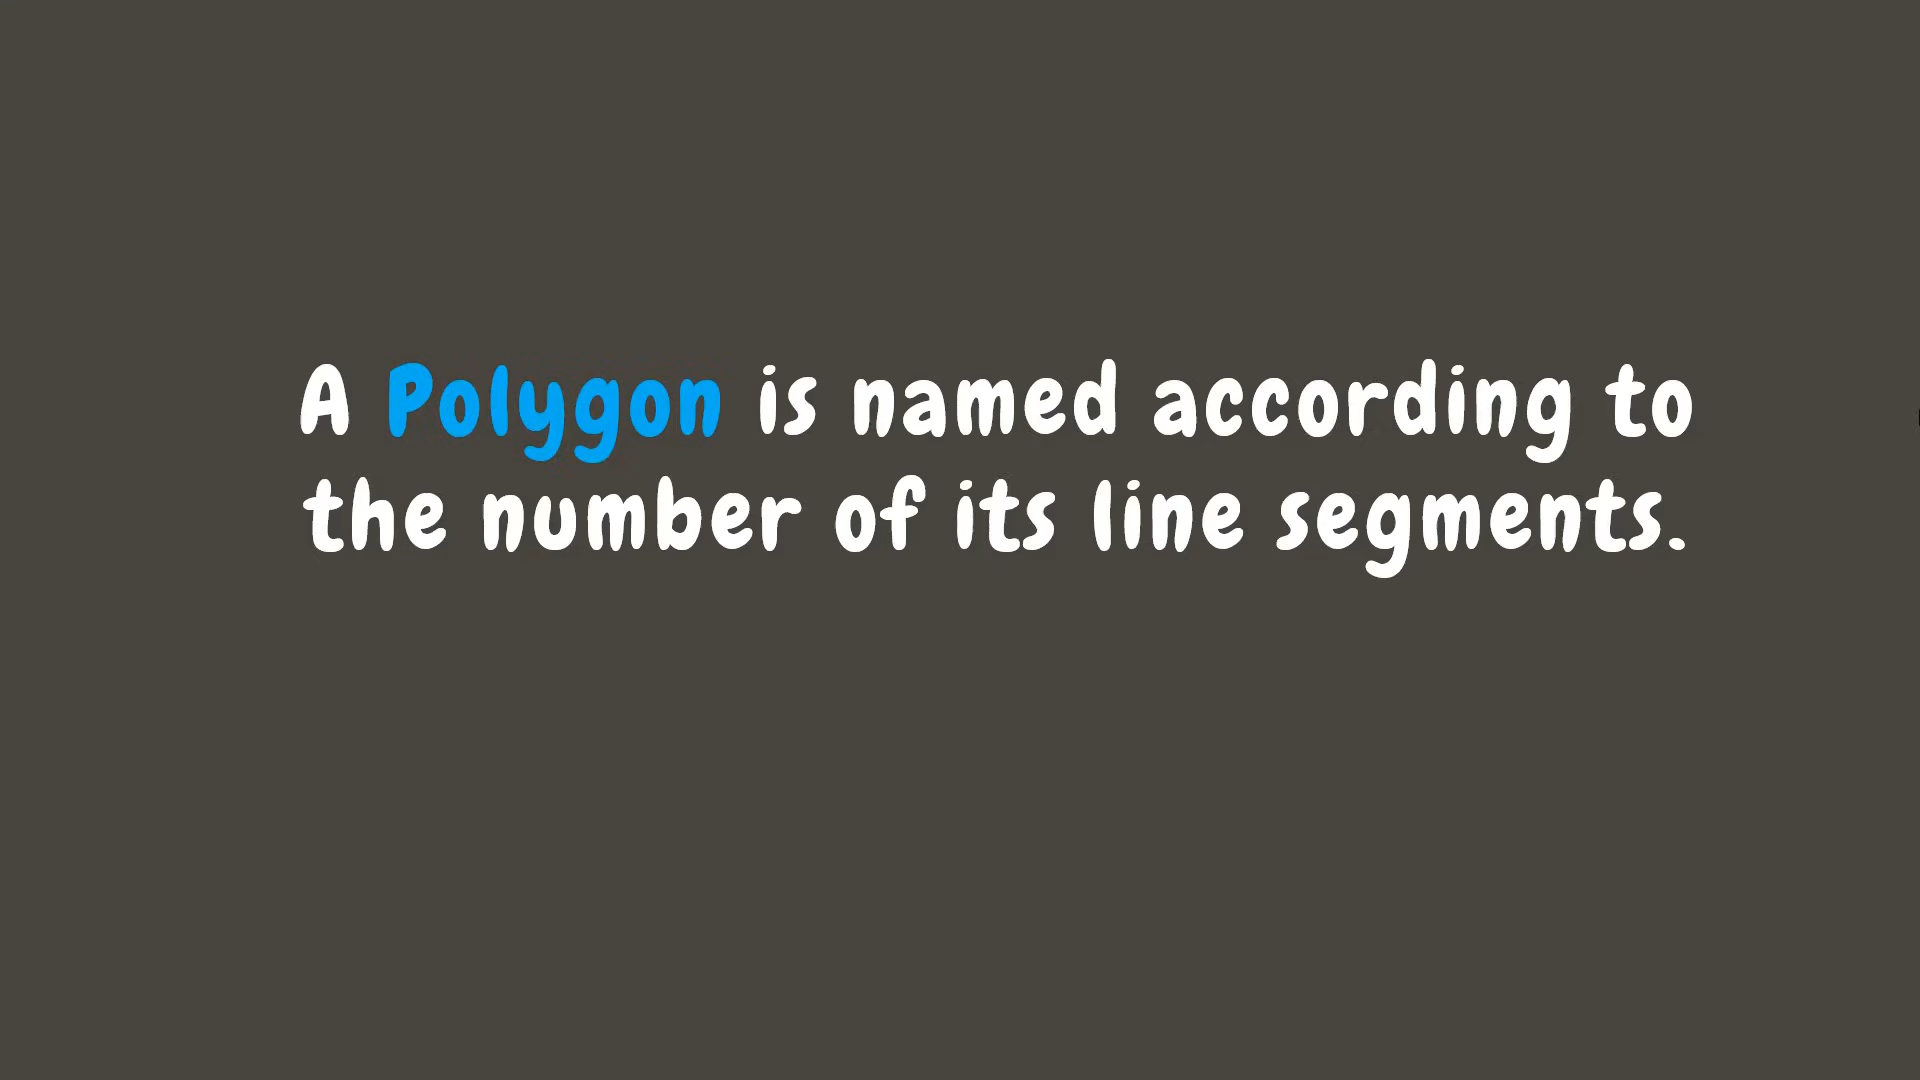 A Polygon is named according to
the number of its line segments.